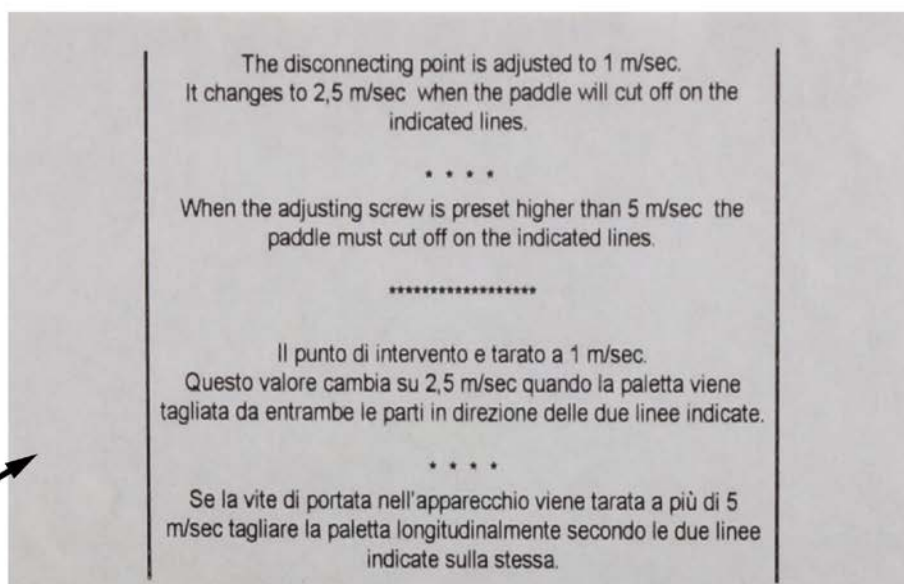 The disconnecting point is adjusted to 1 m/sec.
It changes to 2,5 m/sec when the paddle will cut off on the
indicated lines.
* * * *
When the adjusting screw is preset higher than 5 m/sec the
paddle must cut off on the indicated lines.
******************
Il punto di intervento e tarato a 1 m/sec.
Questo valore cambia su 2,5 m/sec quando la paletta viene
tagliata da entrambe le parti in direzione delle due linee indicate.
* * * *
Se la vite di portata nell'apparecchio viene tarata a più di 5
m/sec tagliare la paletta longitudinalmente secondo le due linee
indicate sulla stessa.